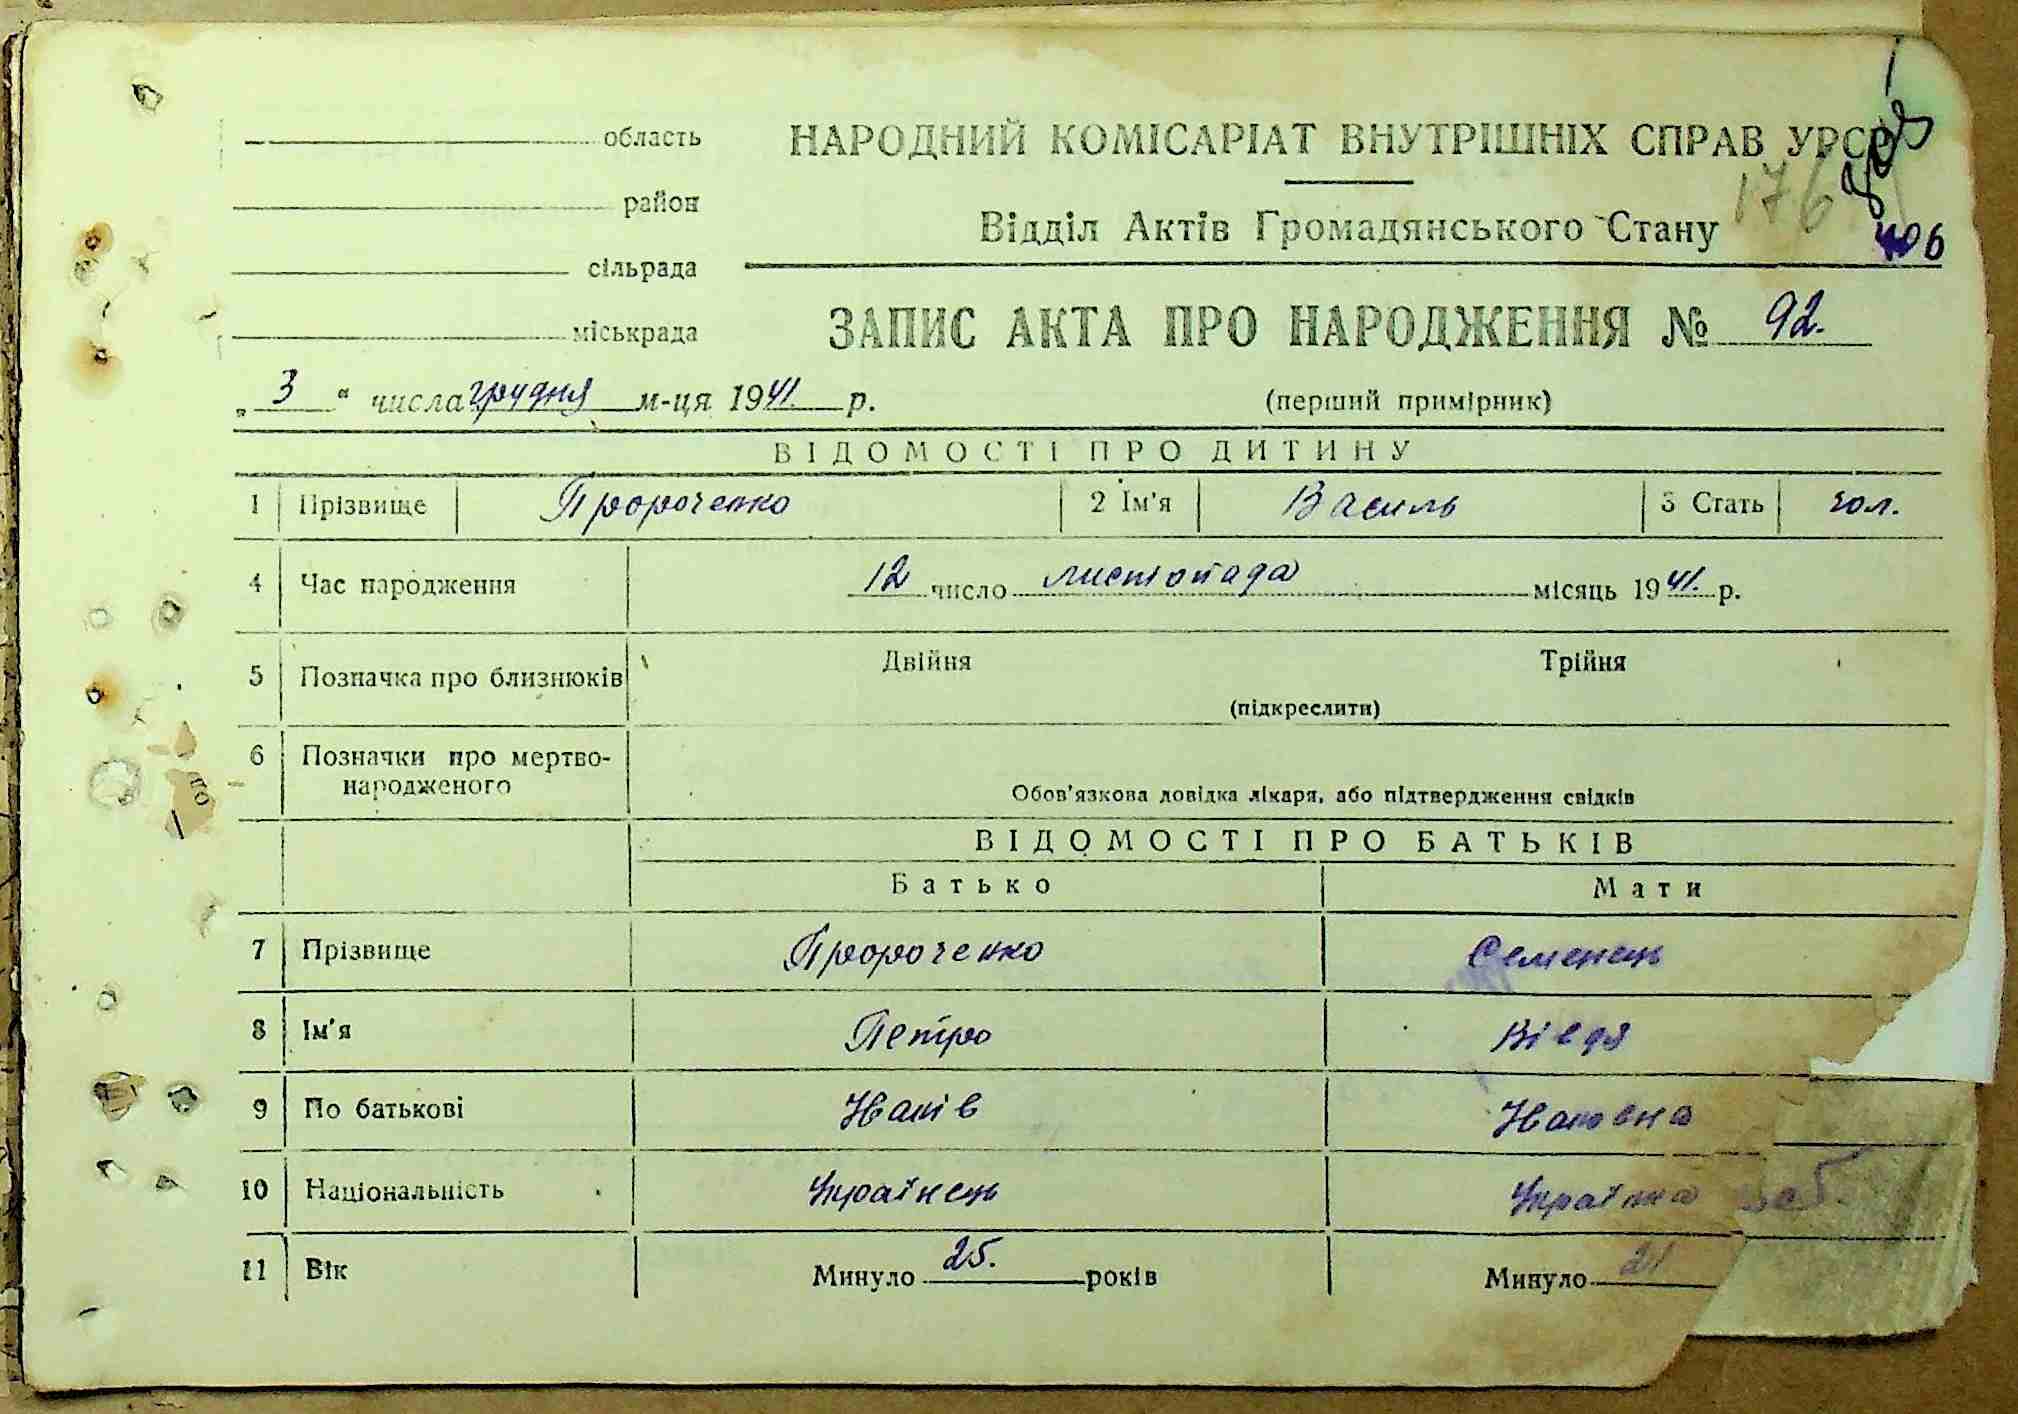 область
НАРОДНИЙ КОМІСАРІАТ ВНУТРІШНІХ СПРАВ УРСР
район
176
Відділ Актів Громадянського Стану
406
сільрада
міськрада
ЗАПИС АКТА ПРО НАРОДЖЕННЯ № 92.
„ 3 “ числа грудня м-ця 1941. р.
(перший примірник)
ВІДОМОСТІ ПРО ДИТИНУ
1 Прізвище Пророченко 2 Ім'я Василь 3 Стать чол.
4 Час народження 12 число листопада місяць 1941. р.
5 Позначка про близнюків Двійня Трійня
(підкреслити)
6 Позначки про мертво-
народженого
Обов'язкова довідка лікаря, або підтвердження свідків
ВІДОМОСТІ ПРО БАТЬКІВ
Батько Мати
7 Прізвище Пророченко Семенець
8 Ім'я Петро Вівдя
9 По батькові
10 Національність Українець Українка
11 Вік Минуло 25. років Минуло 21